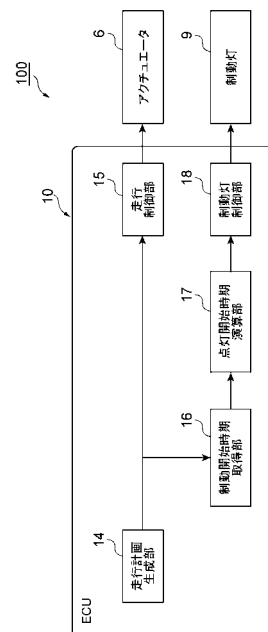 100
10
ECU
14
走行計画
生成部
15
走行
制御部
6
アクチュエータ
16
制動開始時期
取得部
17
点灯開始時期
演算部
18
制動灯
制御部
9
制動灯